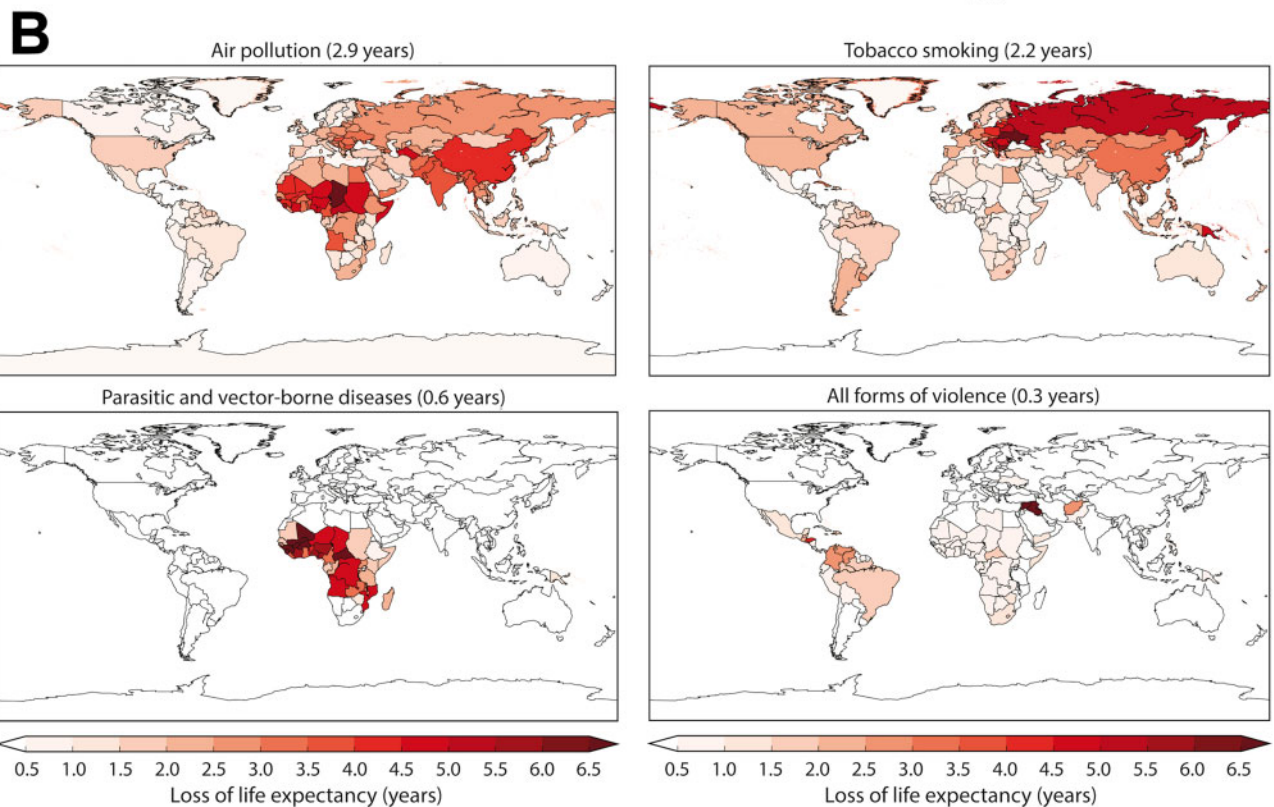 B
Air pollution (2.9 years)
Tobacco smoking (2.2 years)
Parasitic and vector-borne diseases (0.6 years)
All forms of violence (0.3 years)
0.5 1.0 1.5 2.0 2.5 3.0 3.5 4.0 4.5 5.0 5.5 6.0 6.5
Loss of life expectancy (years)
0.5 1.0 1.5 2.0 2.5 3.0 3.5 4.0 4.5 5.0 5.5 6.0 6.5
Loss of life expectancy (years)